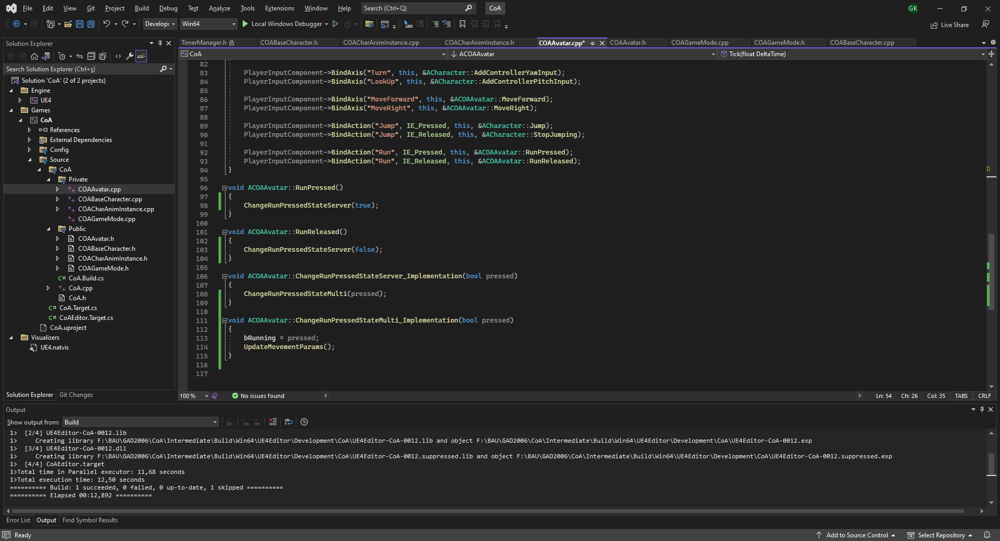 File Edit View Git Project Build Debug Test Analyze Tools Extensions Window Help Search (Ctrl+Q) CoA GK
Develop Win64 Local Windows Debugger Live Share
Solution Explorer
Search Solution Explorer (Ctrl+ş)
Solution 'CoA' (2 of 2 projects)
Engine
UE4
Games
CoA
References
External Dependencies
Config
Source
CoA
Private
COAAvatar.cpp
COABaseCharacter.cpp
COACharAnimInstance.cpp
COAGameMode.cpp
Public
COAAvatar.h
COABaseCharacter.h
COACharAnimInstance.h
COAGameMode.h
C# CoA.Build.cs
CoA.cpp
CoA.h
C# CoA.Target.cs
C# CoAEditor.Target.cs
CoA.uproject
Visualizers
UE4.natvis
Solution Explorer Git Changes
TimerManager.h COABaseCharacter.h COACharAnimInstance.cpp COACharAnimInstance.h COAAvatar.cpp* COAAvatar.h COAGameMode.cpp COAGameMode.h COABaseCharacter.cpp
CoA ACOAAvatar Tick(float DeltaTime)
82
83 PlayerInputComponent->BindAxis("Turn", this, &ACharacter::AddControllerYawInput);
84 PlayerInputComponent->BindAxis("LookUp", this, &ACharacter::AddControllerPitchInput);
85
86 PlayerInputComponent->BindAxis("MoveForward", this, &ACOAAvatar::MoveForward);
87 PlayerInputComponent->BindAxis("MoveRight", this, &ACOAAvatar::MoveRight);
88
89 PlayerInputComponent->BindAction("Jump", IE_Pressed, this, &ACharacter::Jump);
90 PlayerInputComponent->BindAction("Jump", IE_Released, this, &ACharacter::StopJumping);
91
92 PlayerInputComponent->BindAction("Run", IE_Pressed, this, &ACOAAvatar::RunPressed);
93 PlayerInputComponent->BindAction("Run", IE_Released, this, &ACOAAvatar::RunReleased);
94 }
95
96 void ACOAAvatar::RunPressed()
97 {
98 ChangeRunPressedStateServer(true);
99 }
100
101 void ACOAAvatar::RunReleased()
102 {
103 ChangeRunPressedStateServer(false);
104 }
105
106 void ACOAAvatar::ChangeRunPressedStateServer_Implementation(bool pressed)
107 {
108 ChangeRunPressedStateMulti(pressed);
109 }
110
111 void ACOAAvatar::ChangeRunPressedStateMulti_Implementation(bool pressed)
112 {
113 bRunning = pressed;
114 UpdateMovementParams();
115 }
116
117
100 % No issues found Ln: 54 Ch: 26 Col: 35 TABS CRLF
Output
Show output from: Build
1> [2/4] UE4Editor-CoA-0012.lib
1> Creating library F:\BAU\GAD2006\CoA\Intermediate\Build\Win64\UE4Editor\Development\CoA\UE4Editor-CoA-0012.lib and object F:\BAU\GAD2006\CoA\Intermediate\Build\Win64\UE4Editor\Development\CoA\UE4Editor-CoA-0012.exp
1> [3/4] UE4Editor-CoA-0012.dll
1> Creating library F:\BAU\GAD2006\CoA\Intermediate\Build\Win64\UE4Editor\Development\CoA\UE4Editor-CoA-0012.suppressed.lib and object F:\BAU\GAD2006\CoA\Intermediate\Build\Win64\UE4Editor\Development\CoA\UE4Editor-CoA-0012.suppressed.exp
1> [4/4] CoAEditor.target
1>Total time in Parallel executor: 11,68 seconds
1>Total execution time: 12,50 seconds
========== Build: 1 succeeded, 0 failed, 0 up-to-date, 1 skipped ==========
========== Elapsed 00:12,892 ==========
Error List Output Find Symbol Results
Ready Add to Source Control Select Repository